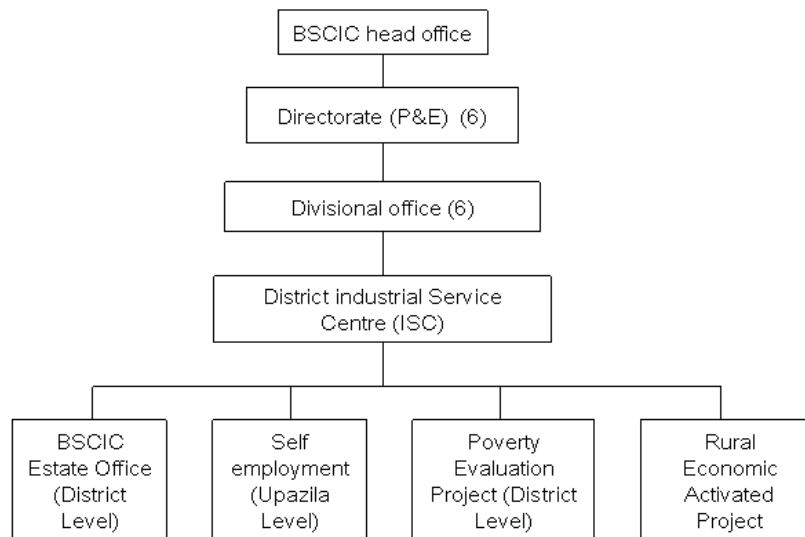 BSCIC head office
Directorate (P&E) (6)
Divisional office (6)
District industrial Service
Centre (ISC)
BSCIC
Estate Office
(District
Level)
Self
employment
(Upazila
Level)
Poverty
Evaluation
Project (District
Level)
Rural
Economic
Activated
Project